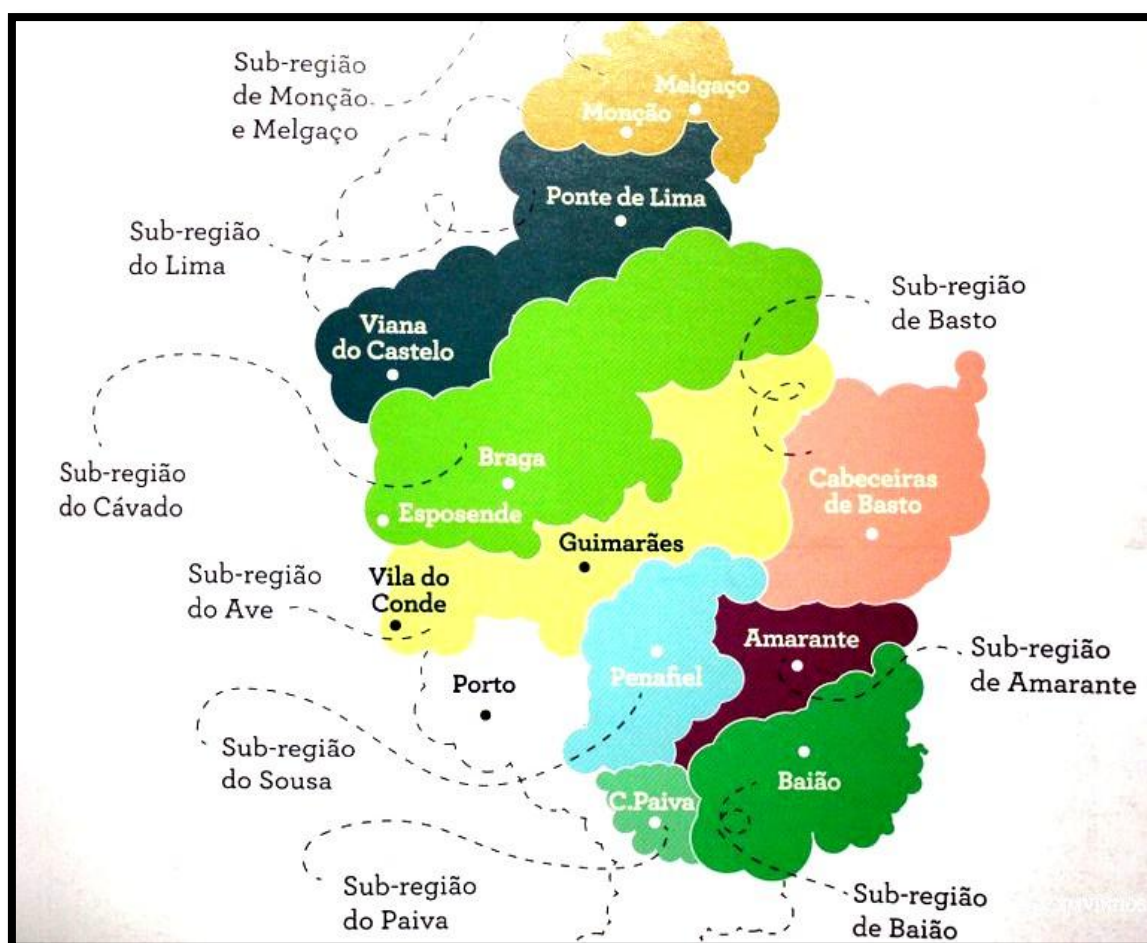 Sub-região
de Monção
e Melgaço
Melgaço
Monção
Ponte de Lima
Sub-região
do Lima
Sub-região
de Basto
Viana
do Castelo
Sub-região
do Cávado
Braga
Esposende
Cabeceiras
de Basto
Guimarães
Sub-região
do Ave
Vila do
Conde
Amarante
Sub-região
de Amarante
Porto
Penafiel
Sub-região
do Sousa
Baião
C.Paiva
Sub-região
do Paiva
Sub-região
de Baião